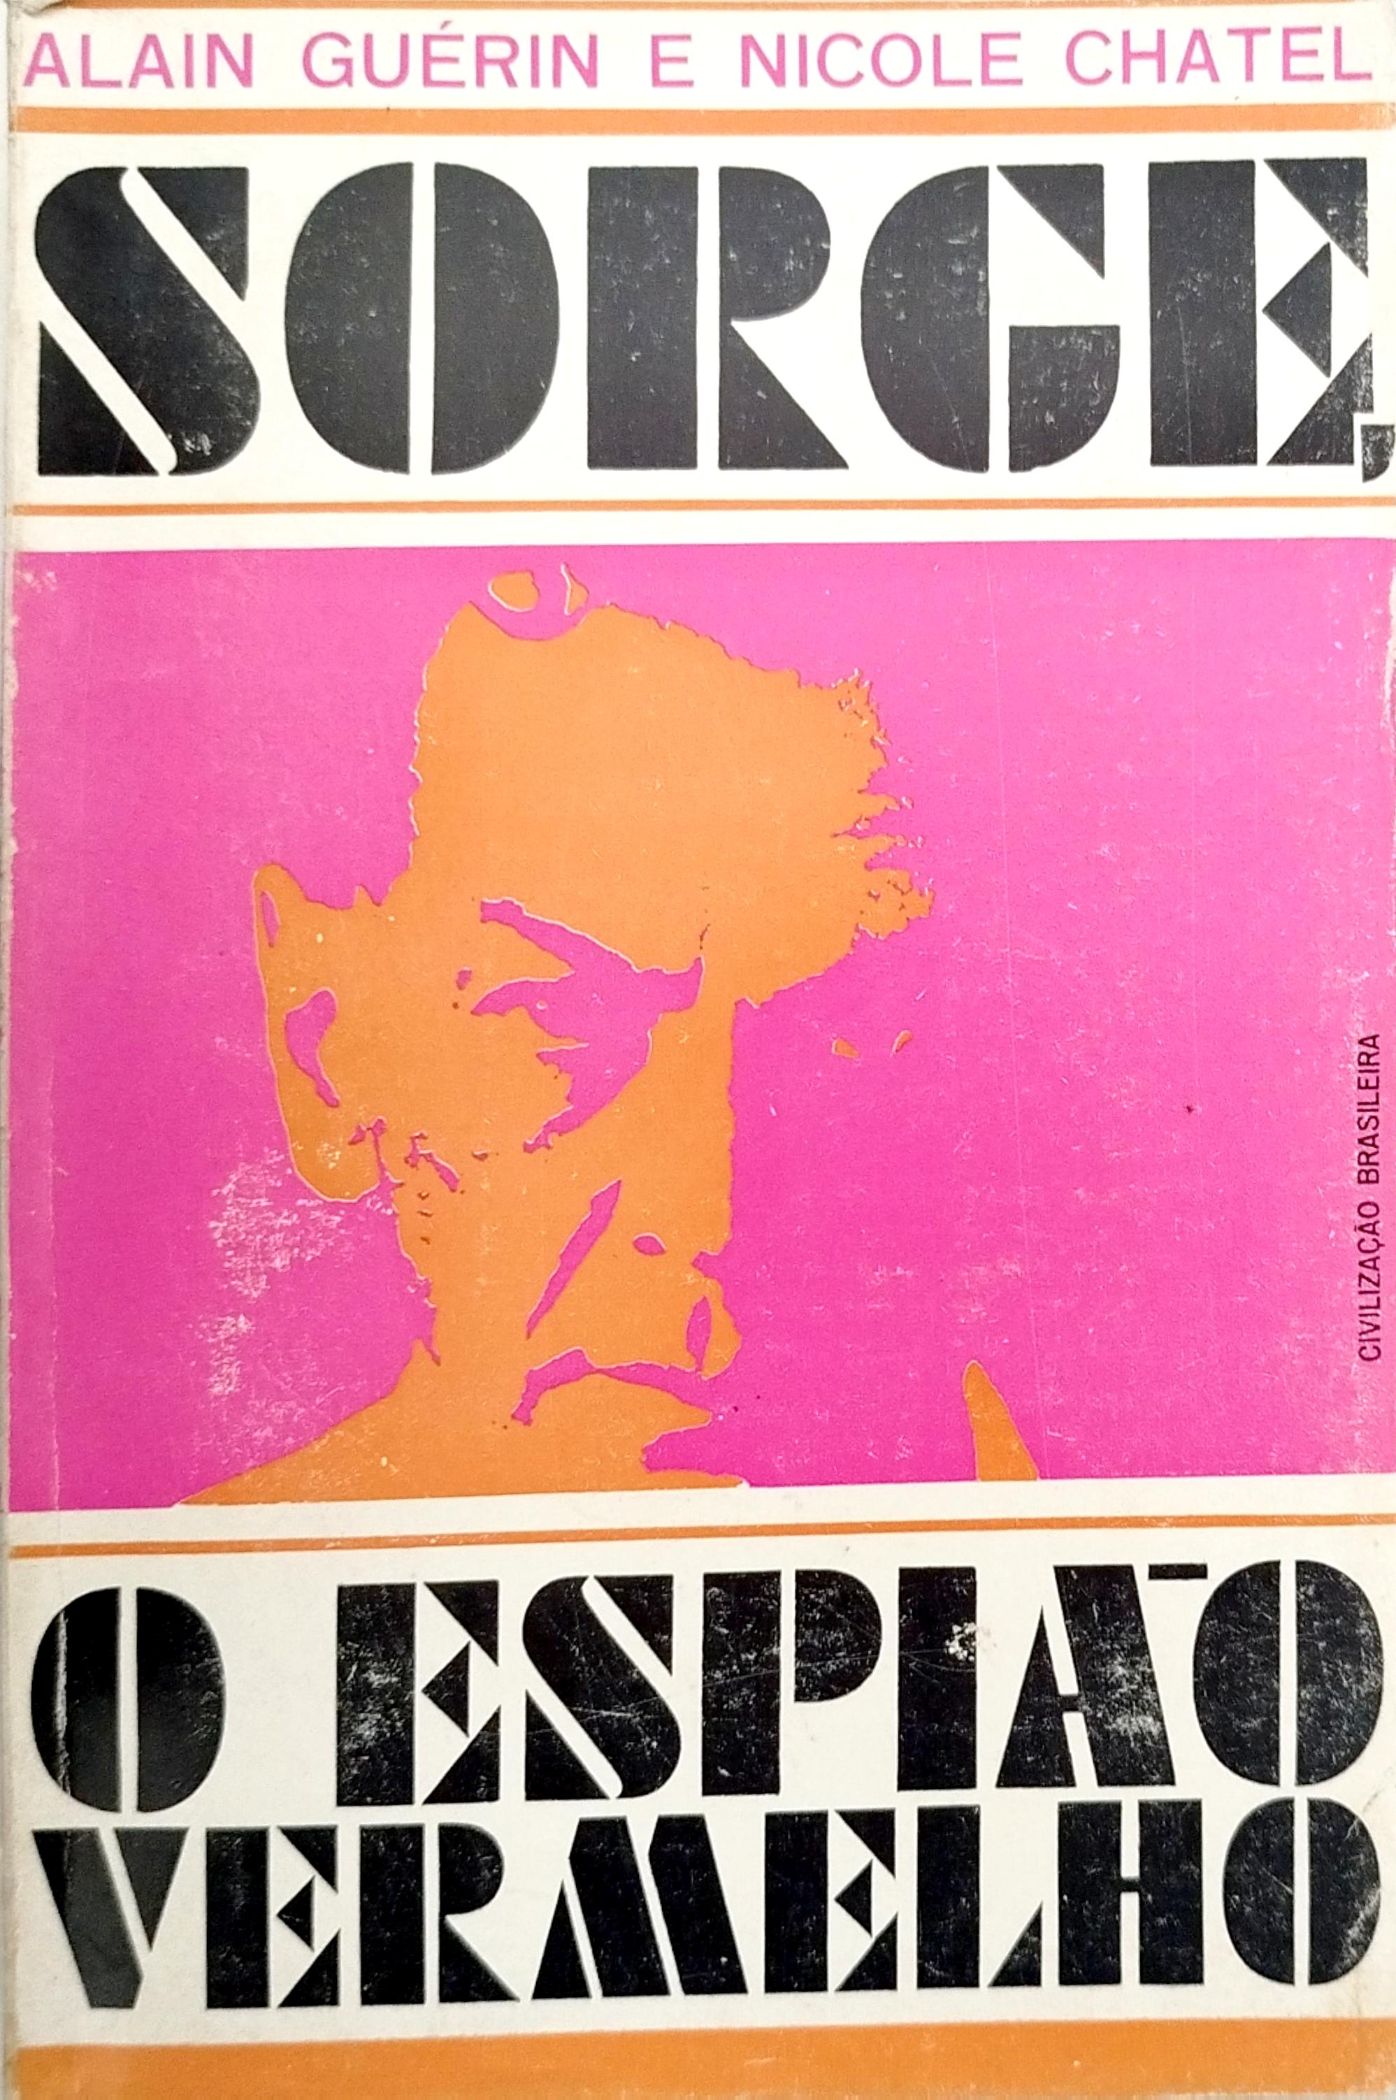 ALAIN GUÉRIN E NICOLE CHATEL
SORGE,
CIVILIZAÇÃO BRASILEIRA
O ESPIÃO
VERMELHO